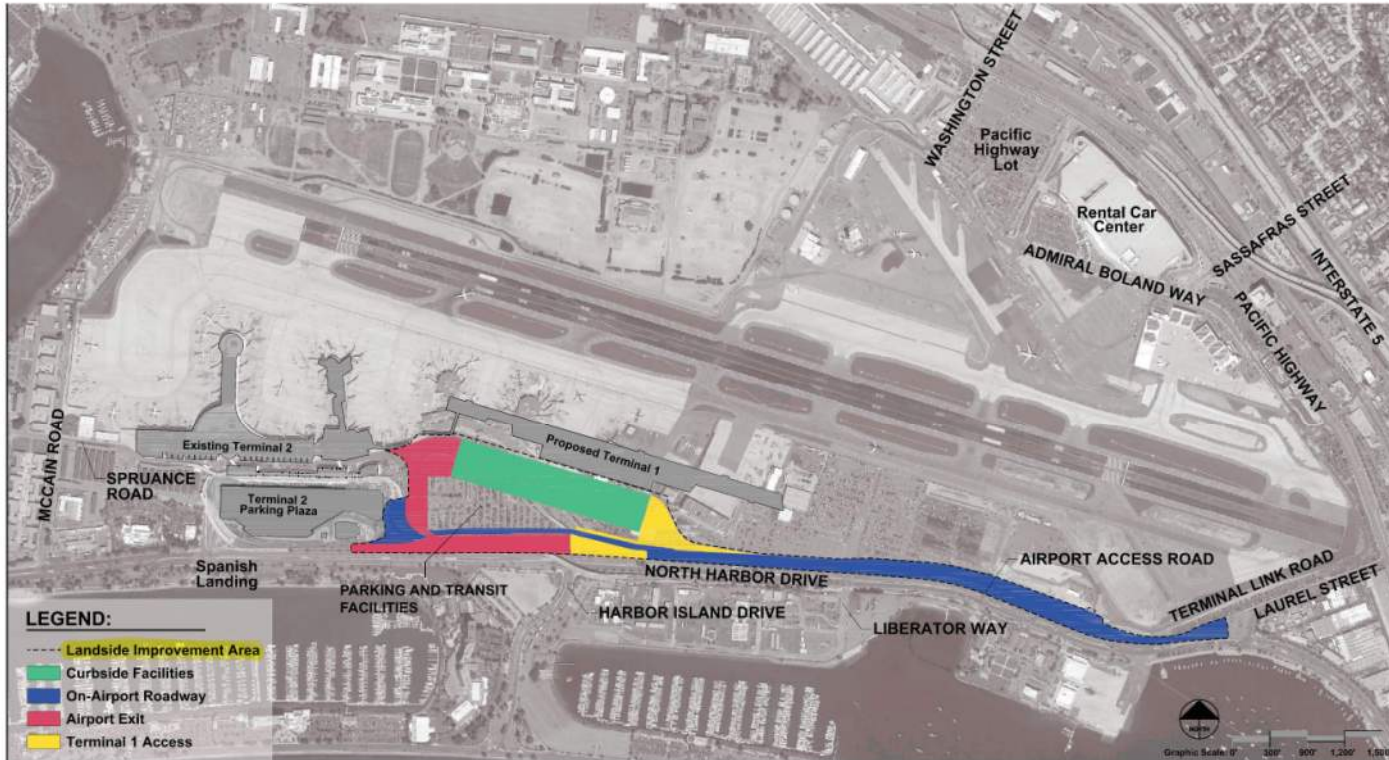 WASHINGTON STREET
Pacific
Highway
Lot
Rental Car
Center
SASSAFRAS STREET
INTERSTATE 5
ADMIRAL BOLAND WAY
PACIFIC HIGHWAY
MCCAIN ROAD
SPRUANCE
ROAD
Existing Terminal 2
Proposed Terminal 1
Terminal 2
Parking Plaza
Spanish
Landing
PARKING AND TRANSIT
FACILITIES
NORTH HARBOR DRIVE
HARBOR ISLAND DRIVE
LIBERATOR WAY
AIRPORT ACCESS ROAD
TERMINAL LINK ROAD
LAUREL STREET
LEGEND:
Landside Improvement Area
Curbside Facilities
On-Airport Roadway
Airport Exit
Terminal 1 Access
NORTH
Graphic Scale: 0' 300' 900' 1,200' 1,500